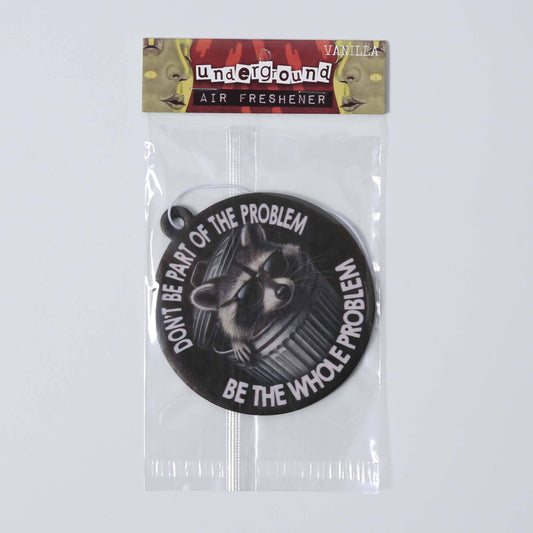 VANILLA
underground
AIR FRESHENER
DON'T BE PART OF THE PROBLEM
BE THE WHOLE PROBLEM